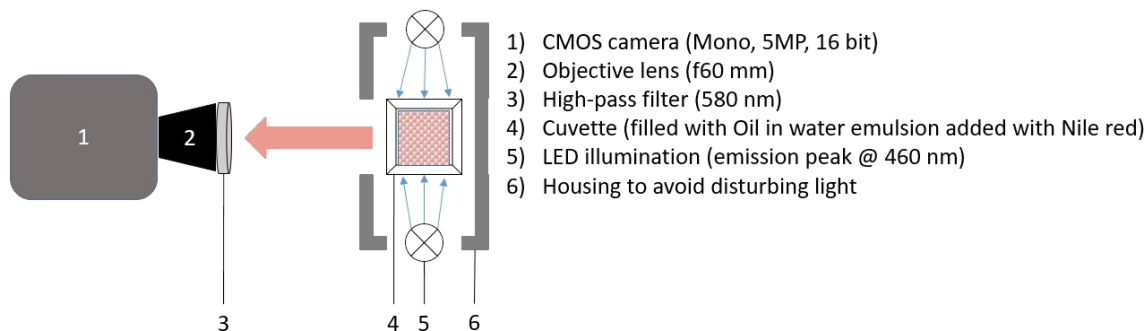 1) CMOS camera (Mono, 5MP, 16 bit)
2) Objective lens (f60 mm)
3) High-pass filter (580 nm)
4) Cuvette (filled with Oil in water emulsion added with Nile red)
5) LED illumination (emission peak @ 460 nm)
6) Housing to avoid disturbing light
1
2
3
4
5
6